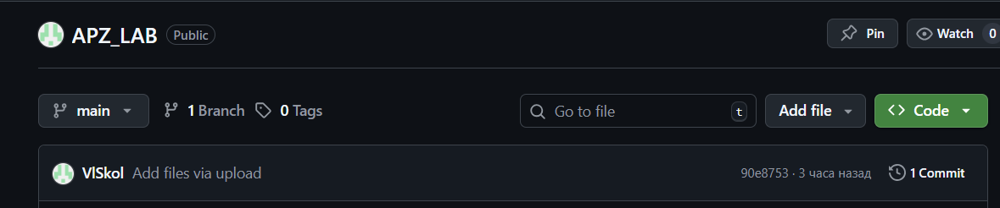 APZ_LAB Public Pin Watch 0
main 1 Branch 0 Tags Go to file t Add file Code
VlSkol Add files via upload 90e8753 · 3 часа назад 1 Commit